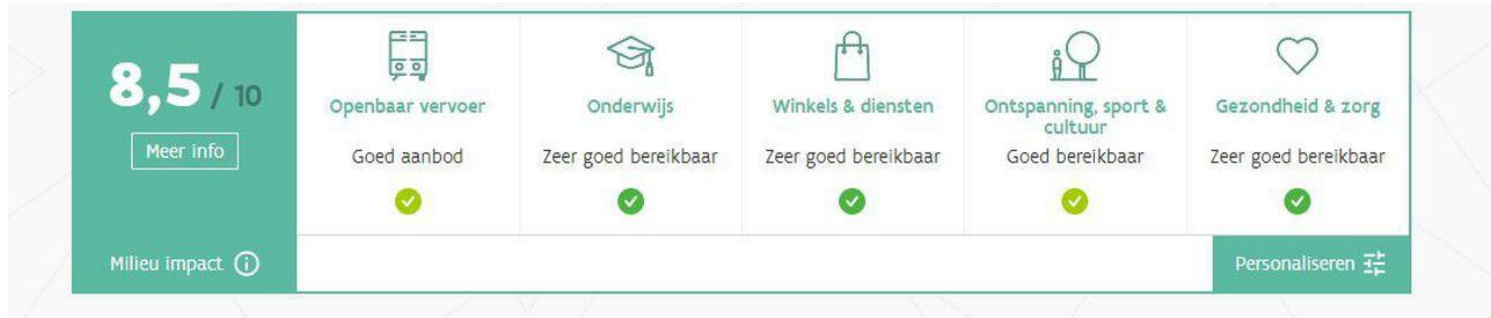 8,5 / 10
Meer info
Milieu impact
Openbaar vervoer
Goed aanbod
Onderwijs
Zeer goed bereikbaar
Winkels & diensten
Zeer goed bereikbaar
Ontspanning, sport &
cultuur
Goed bereikbaar
Gezondheid & zorg
Zeer goed bereikbaar
Personaliseren